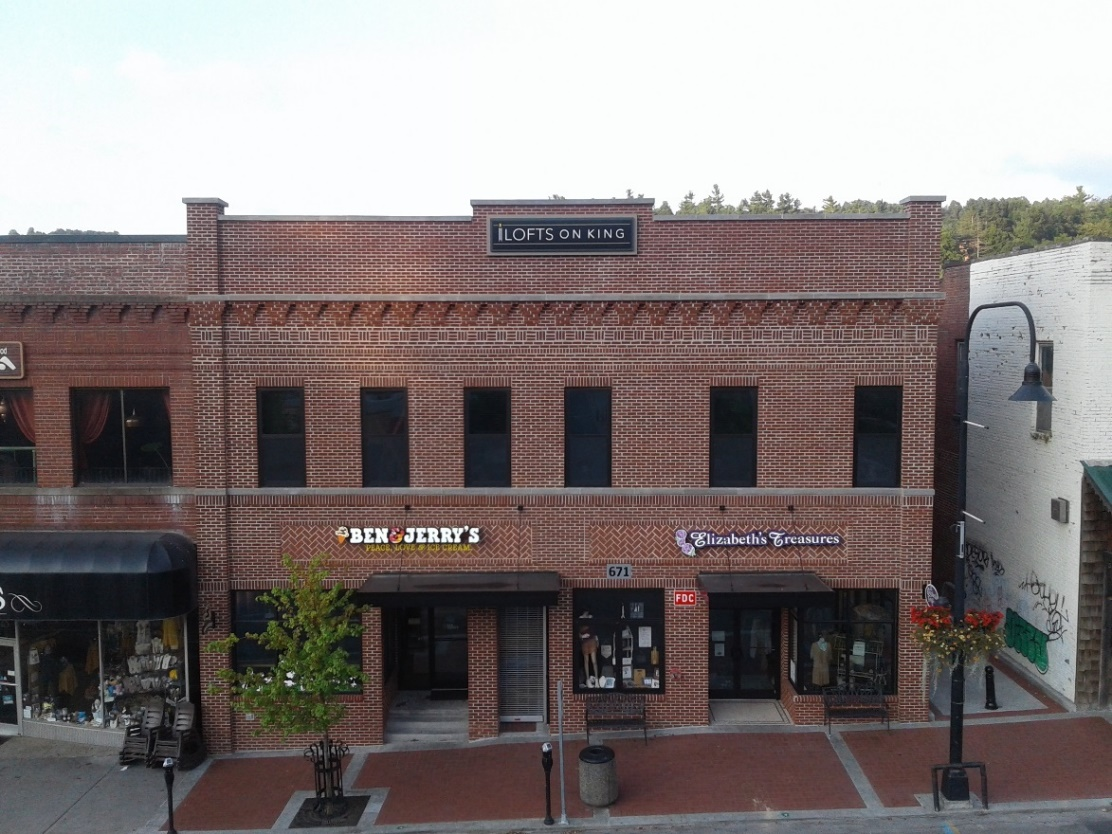 LOFTS ON KING
BEN & JERRY'S
PEACE, LOVE & ICE CREAM.
Elizabeth's Treasures
671
FDC